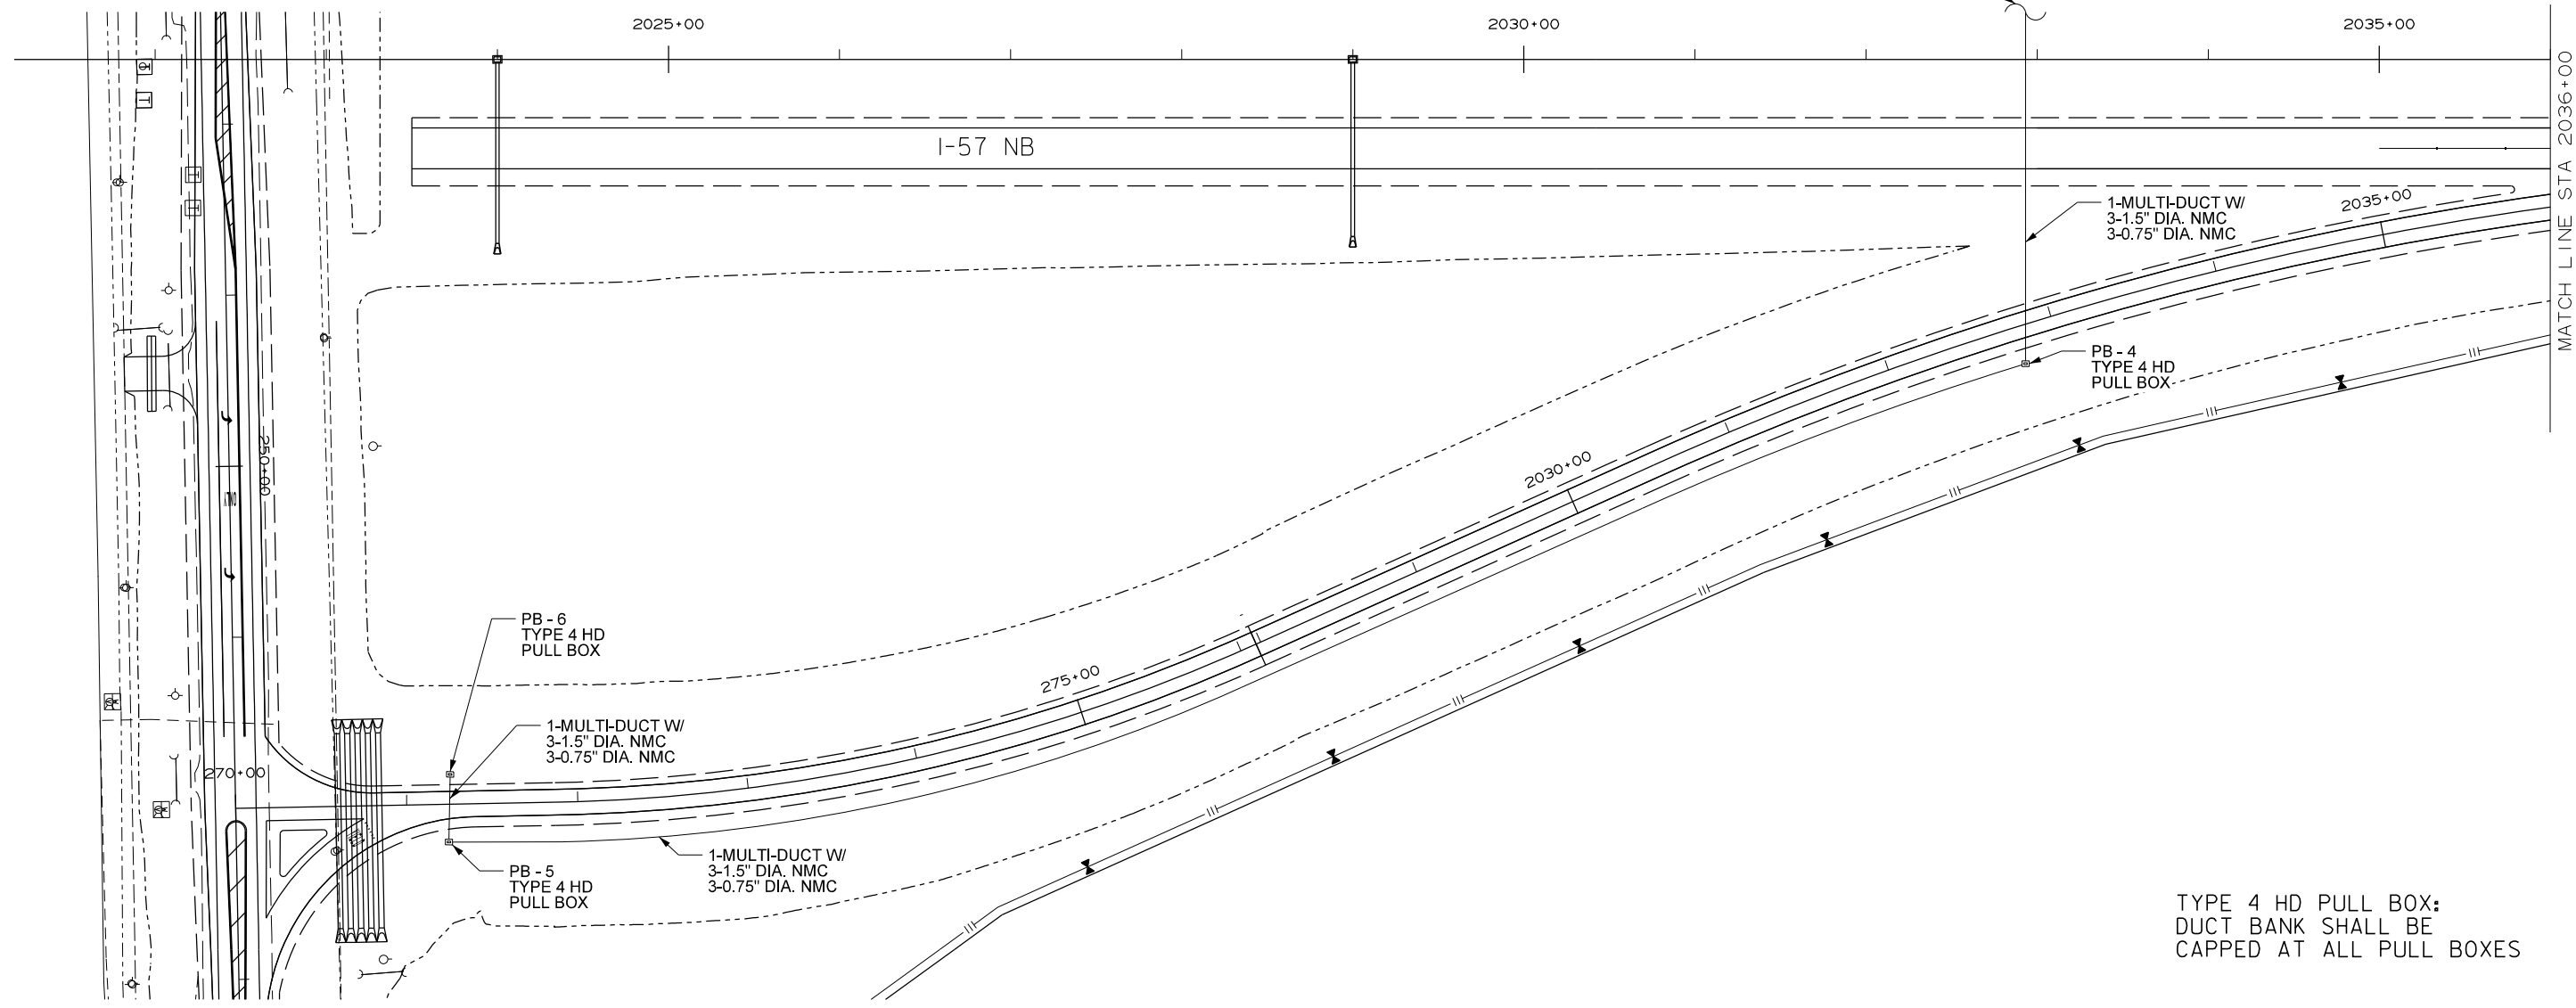 2025+00
2030+00
2035+00
MATCH LINE STA 2036+00
I-57 NB
1-MULTI-DUCT W/
3-1.5" DIA. NMC
3-0.75" DIA. NMC
2035+00
PB - 4
TYPE 4 HD
PULL BOX
250+00
2030+00
PB - 6
TYPE 4 HD
PULL BOX
275+00
1-MULTI-DUCT W/
3-1.5" DIA. NMC
3-0.75" DIA. NMC
270+00
1-MULTI-DUCT W/
3-1.5" DIA. NMC
3-0.75" DIA. NMC
PB - 5
TYPE 4 HD
PULL BOX
TYPE 4 HD PULL BOX:
DUCT BANK SHALL BE
CAPPED AT ALL PULL BOXES